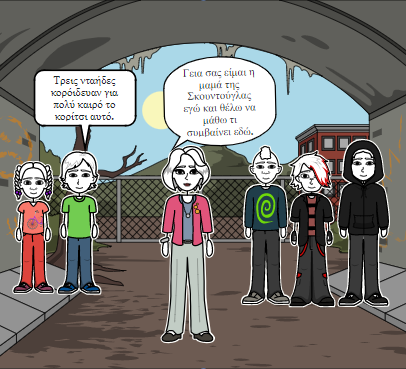 Τρεις νταήδες
κορόιδευαν για
πολύ καιρό το
κορίτσι αυτό.
Γεια σας είμαι η
μαμά της
Σκουντούγλας
εγώ και θέλω να
μάθω τι
συμβαίνει εδώ.